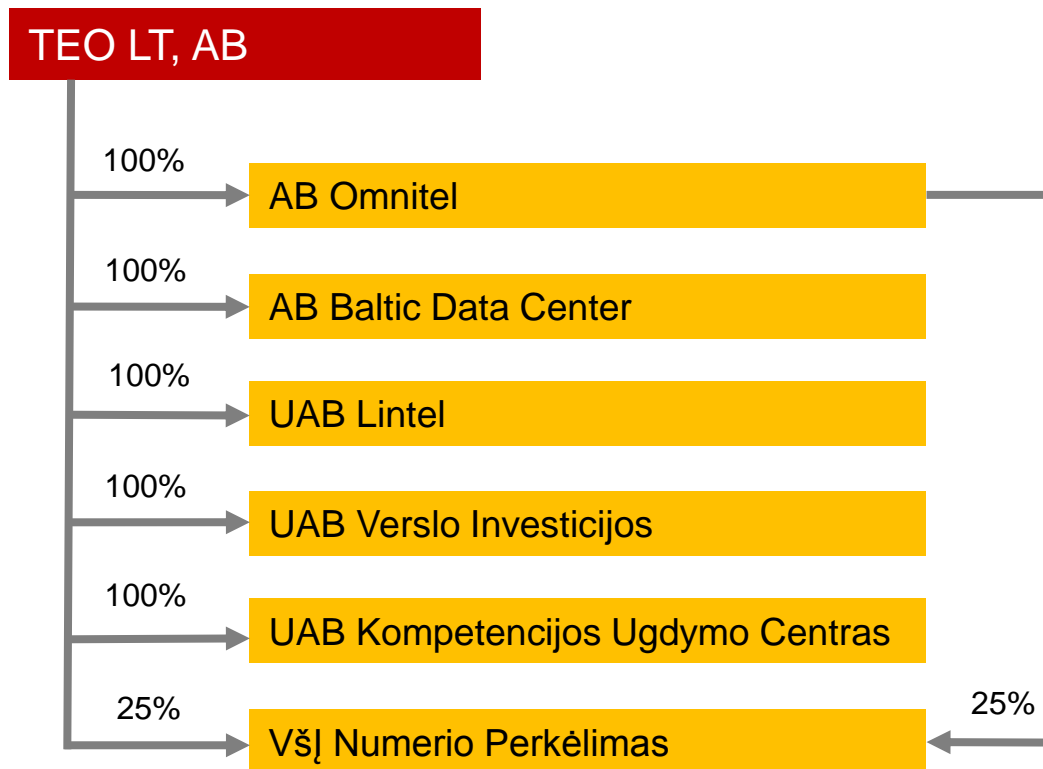 TEO LT, AB
100%
AB Omnitel
100%
AB Baltic Data Center
100%
UAB Lintel
100%
UAB Verslo Investicijos
100%
UAB Kompetencijos Ugdymo Centras
25%
25%
VšĮ Numerio Perkėlimas